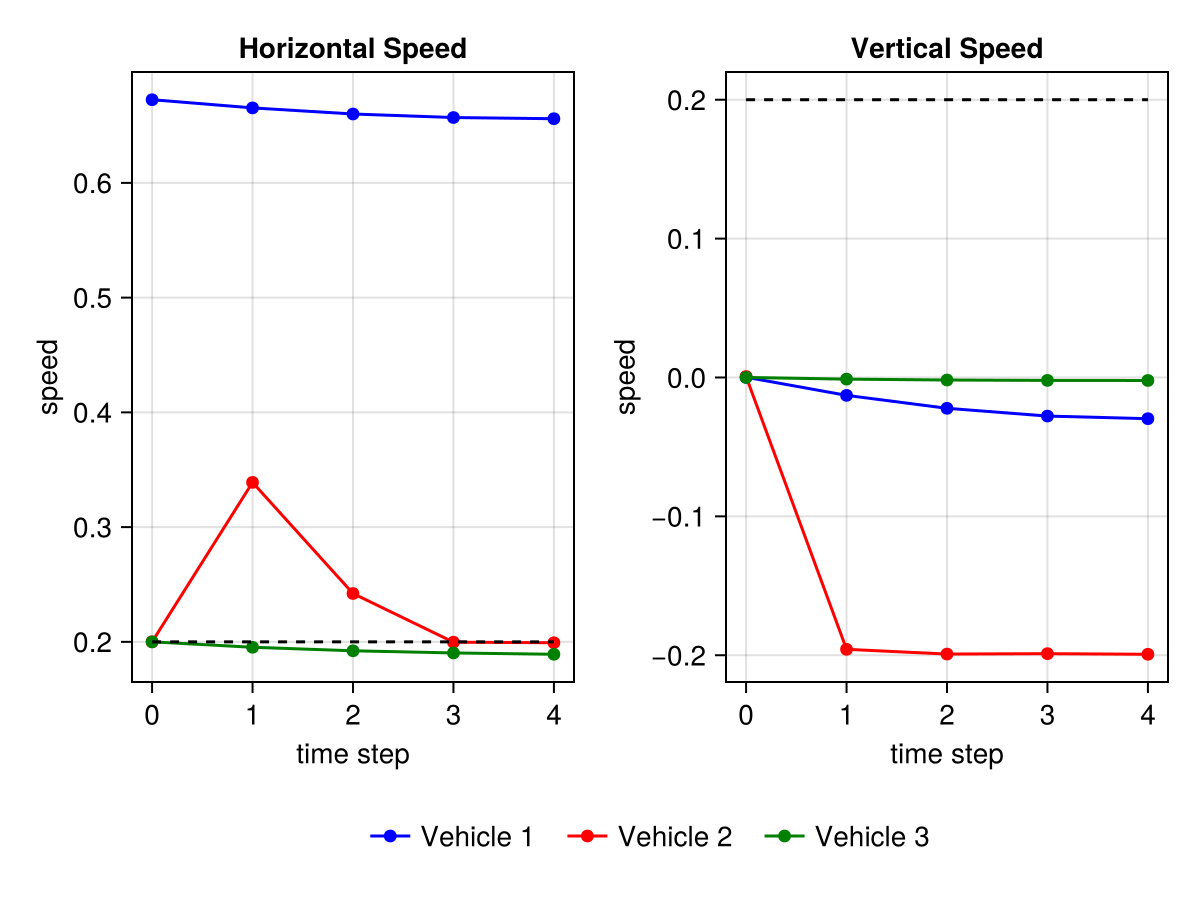 Horizontal Speed
Vertical Speed
speed
0.6
0.5
0.4
0.3
0.2
0 1 2 3 4
time step
speed
0.2
0.1
0.0
−0.1
−0.2
0 1 2 3 4
time step
Vehicle 1 Vehicle 2 Vehicle 3